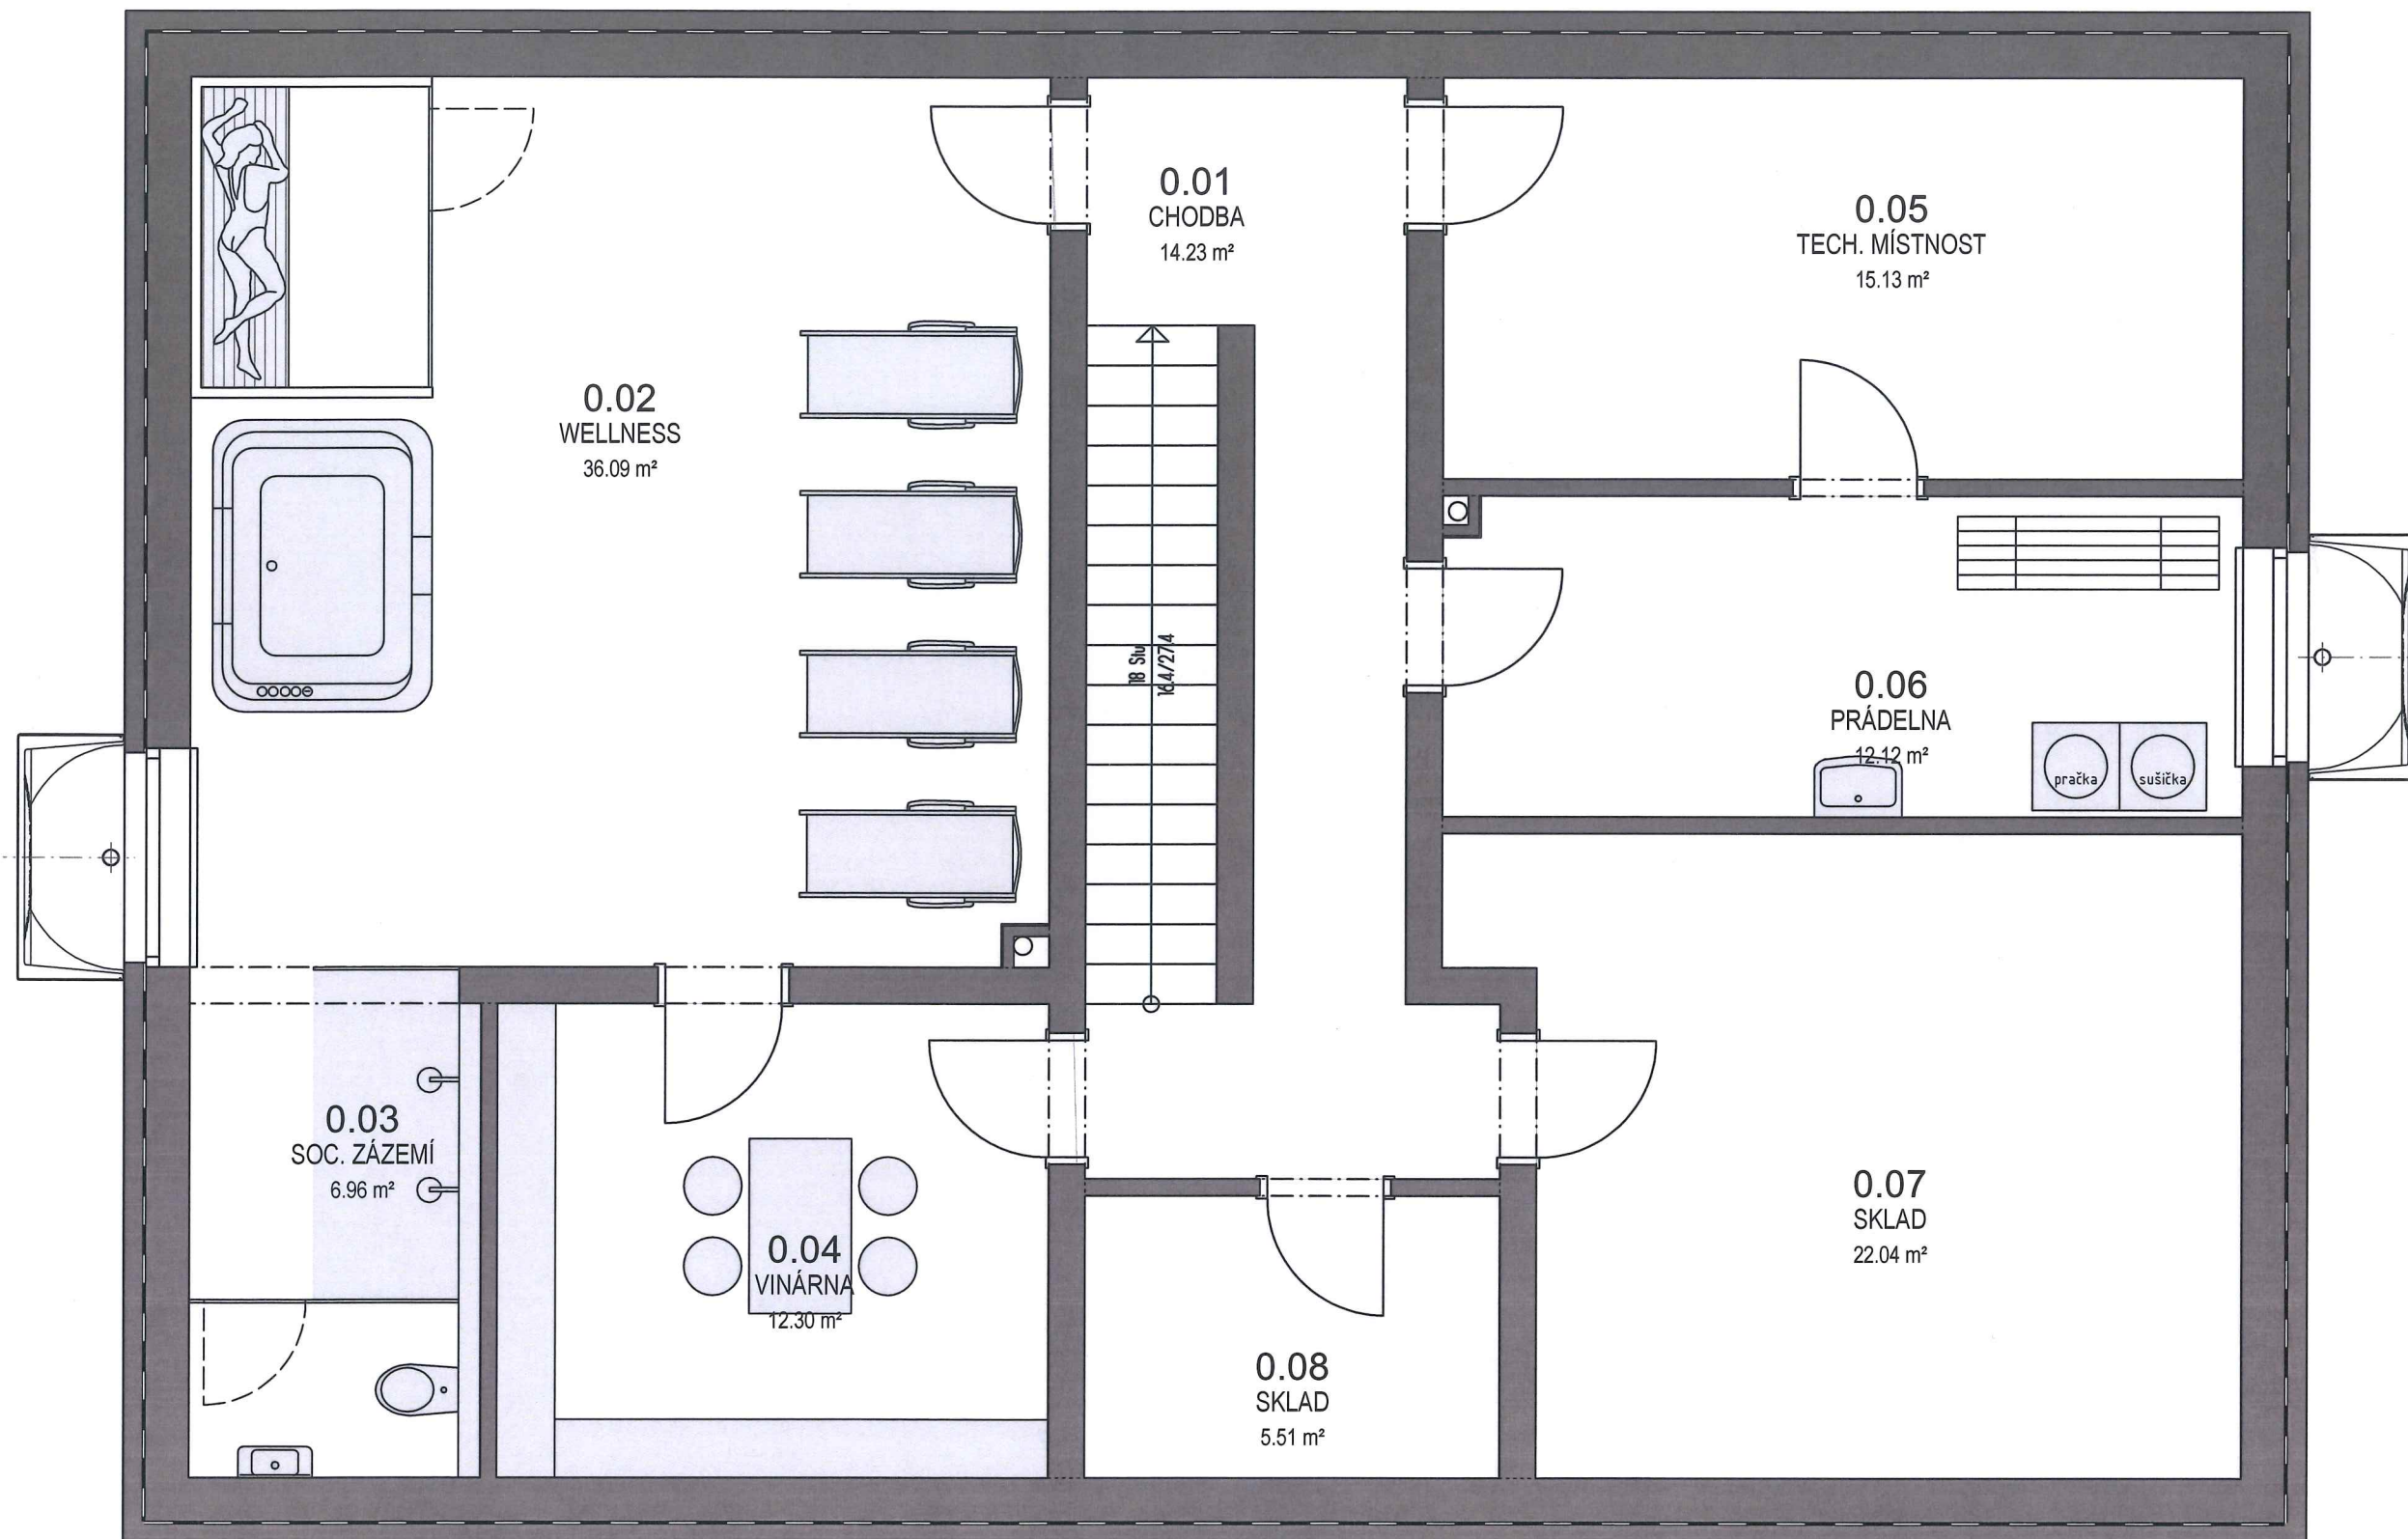 0.01
CHODBA
14.23 m²
0.05
TECH. MÍSTNOST
15.13 m²
0.02
WELLNESS
36.09 m²
18 Stu
16.4/27.4
0.06
PRÁDELNA
12.12 m²
pračka
sušička
0.03
SOC. ZÁZEMÍ
6.96 m²
0.04
VINÁRNA
12.30 m²
0.07
SKLAD
22.04 m²
0.08
SKLAD
5.51 m²